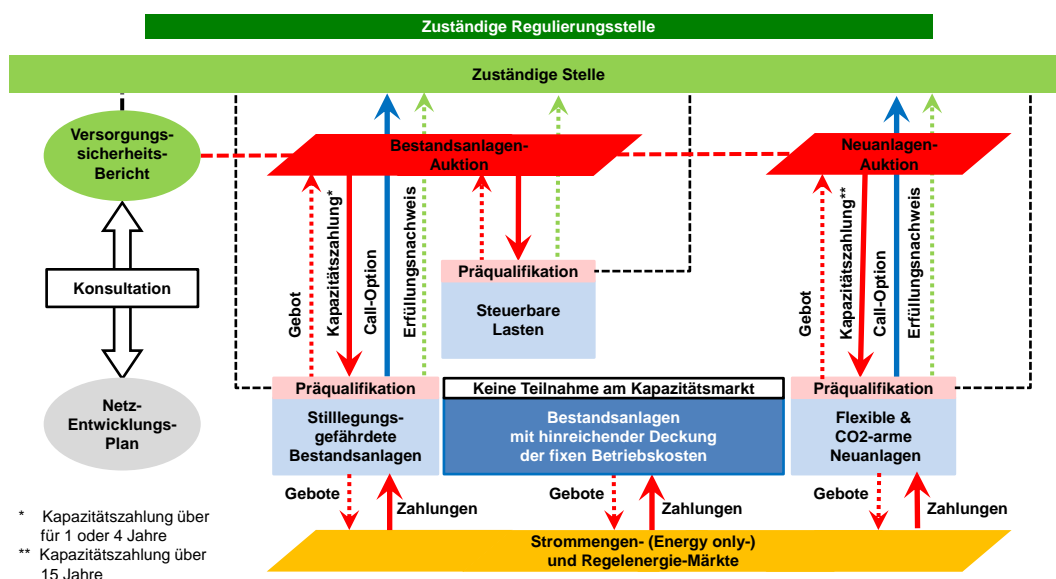 Zuständige Regulierungsstelle
Zuständige Stelle
Versorgungs-
sicherheits-
Bericht
Bestandsanlagen-
Auktion
Neuanlagen-
Auktion
Konsultation
Netz-
Entwicklungs-
Plan
Gebot
Kapazitätszahlung*
Call-Option
Erfüllungsnachweis
Präqualifikation
Steuerbare
Lasten
Gebot
Kapazitätszahlung**
Call-Option
Erfüllungsnachweis
Präqualifikation
Stilllegungs-
gefährdete
Bestandsanlagen
Keine Teilnahme am Kapazitätsmarkt
Bestandsanlagen
mit hinreichender Deckung
der fixen Betriebskosten
Präqualifikation
Flexible &
CO2-arme
Neuanlagen
Gebote
Zahlungen
Gebote
Zahlungen
Gebote
Zahlungen
Strommengen- (Energy only-)
und Regelenergie-Märkte
* Kapazitätszahlung über
für 1 oder 4 Jahre
** Kapazitätszahlung über
15 Jahre